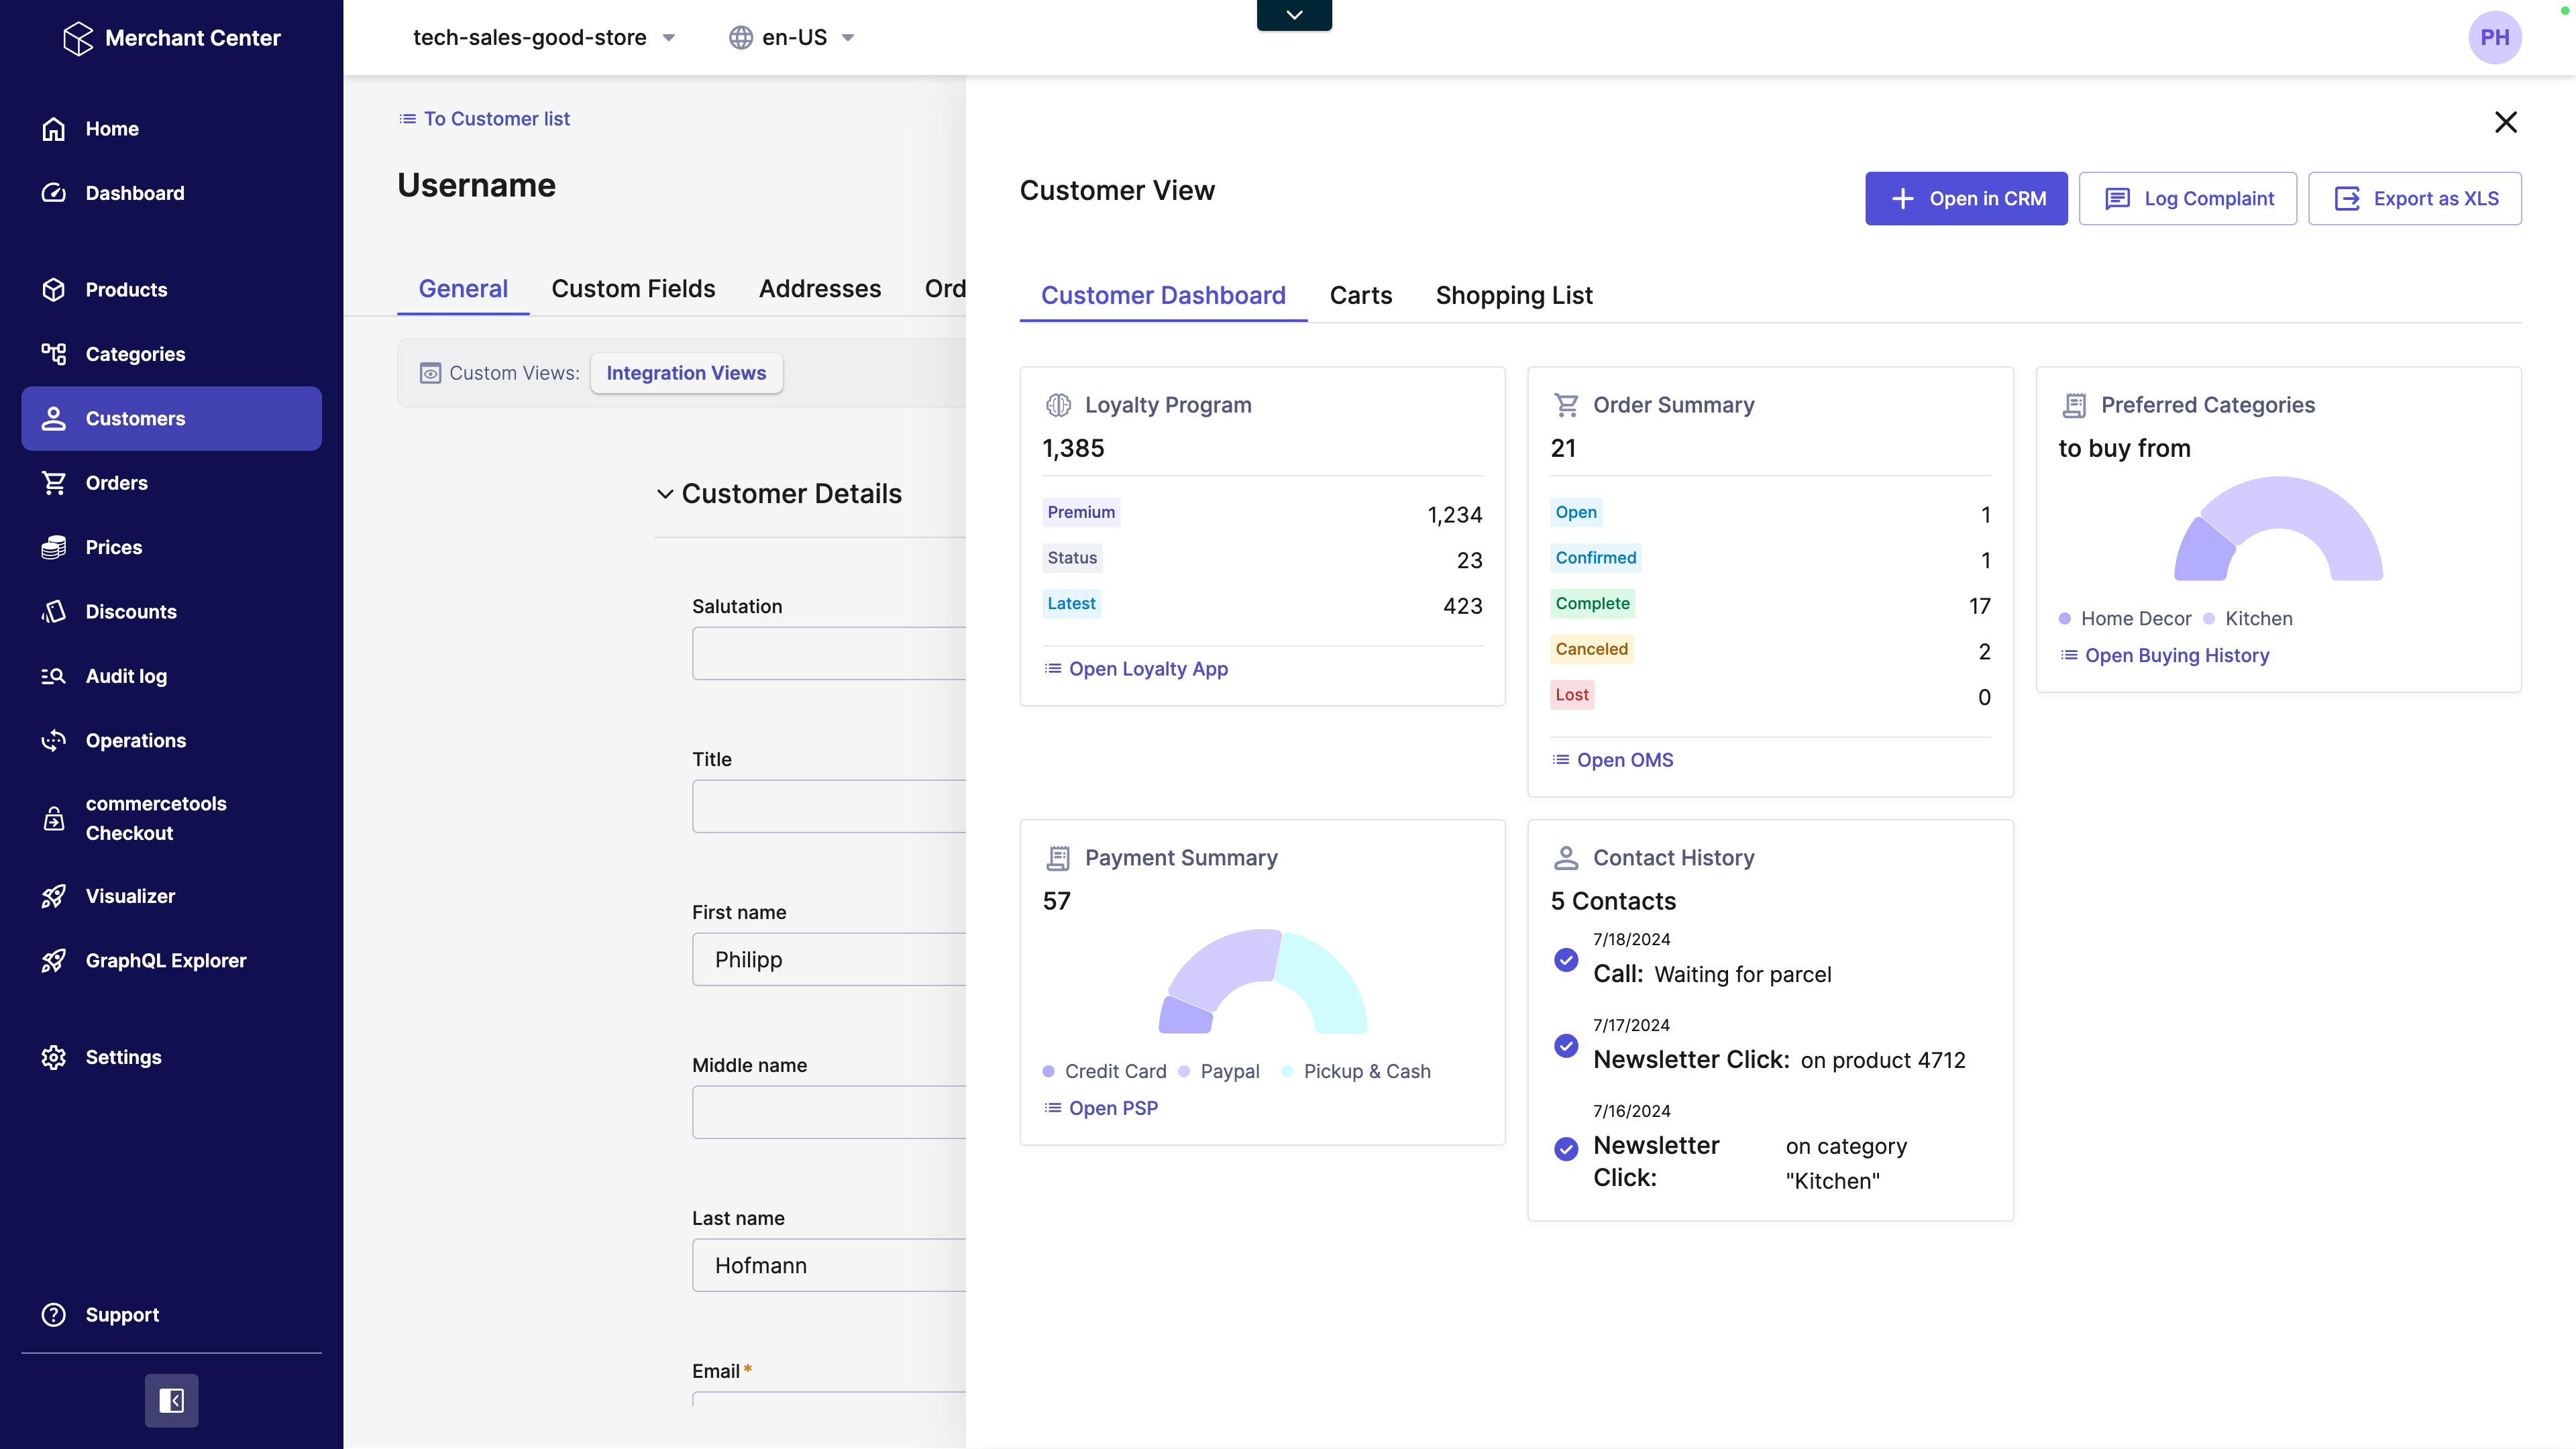 Merchant Center
tech-sales-good-store
en-US
PH
Home
Dashboard
Products
Categories
Customers
Orders
Prices
Discounts
Audit log
Operations
commercetools
Checkout
Visualizer
GraphQL Explorer
Settings
Support
To Customer list
Username
General
Custom Fields
Addresses
Ord
Custom Views:
Integration Views
Customer Details
Salutation
Title
First name
Philipp
Middle name
Last name
Hofmann
Email*
Customer View
Open in CRM
Log Complaint
Export as XLS
Customer Dashboard
Carts
Shopping List
Loyalty Program
1,385
Premium 1,234
Status 23
Latest 423
Open Loyalty App
Order Summary
21
Open 1
Confirmed 1
Complete 17
Canceled 2
Lost 0
Open OMS
Preferred Categories
to buy from
Home Decor Kitchen
Open Buying History
Payment Summary
57
Credit Card Paypal Pickup & Cash
Open PSP
Contact History
5 Contacts
7/18/2024
Call: Waiting for parcel
7/17/2024
Newsletter Click: on product 4712
7/16/2024
Newsletter on category
Click: "Kitchen"